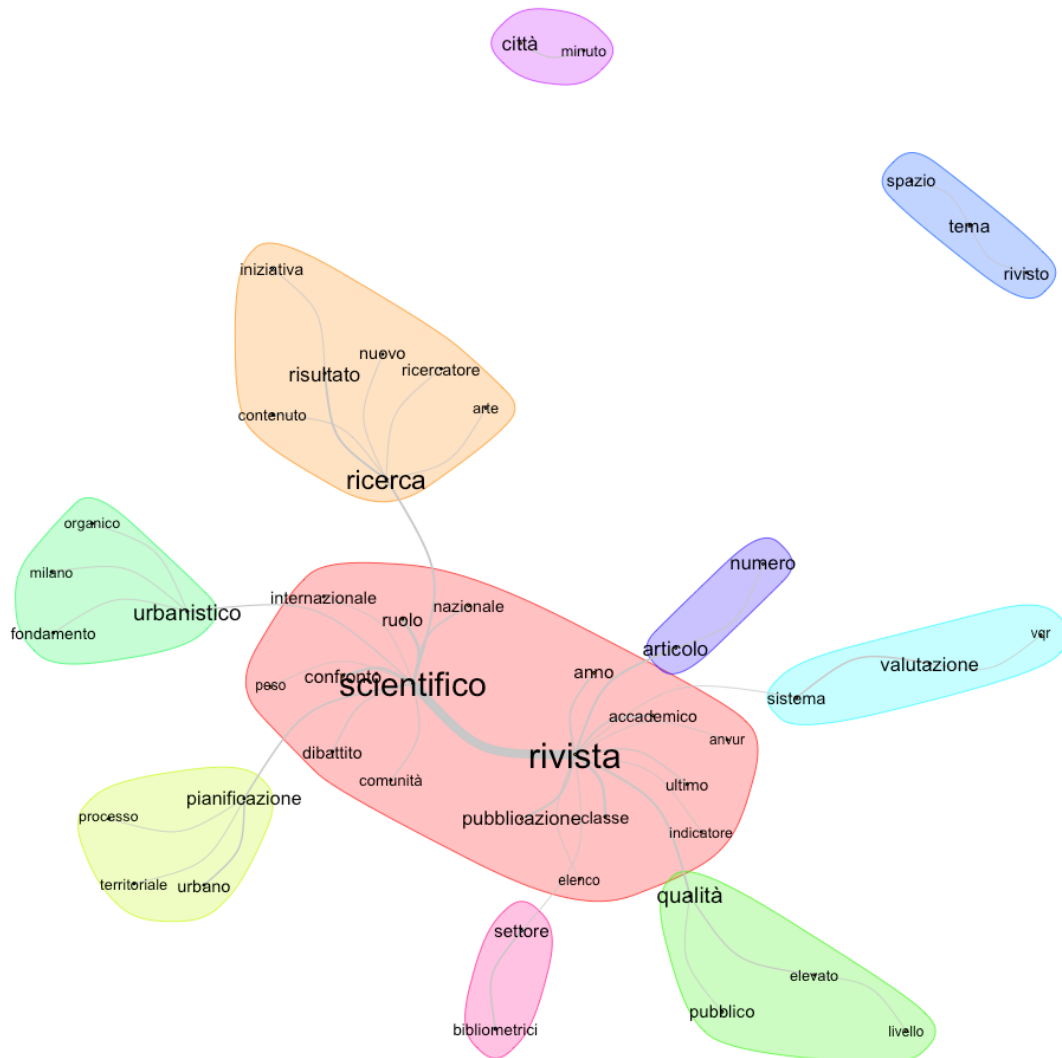 città
minuto
spazio
tema
rivisto
iniziativa
nuovo
risultato
ricercatore
contenuto
arte
ricerca
organico
milano
urbanistico
fondamento
internazionale
ruolo
nazionale
numero
articolo
valutazione
vqr
sistema
peso
confronto
scientifico
anno
accademico
anvur
dibattito
comunità
rivista
ultimo
pubblicazione
classe
indicatore
elenco
pianificazione
processo
territoriale
urbano
qualità
settore
bibliometrici
elevato
pubblico
livello